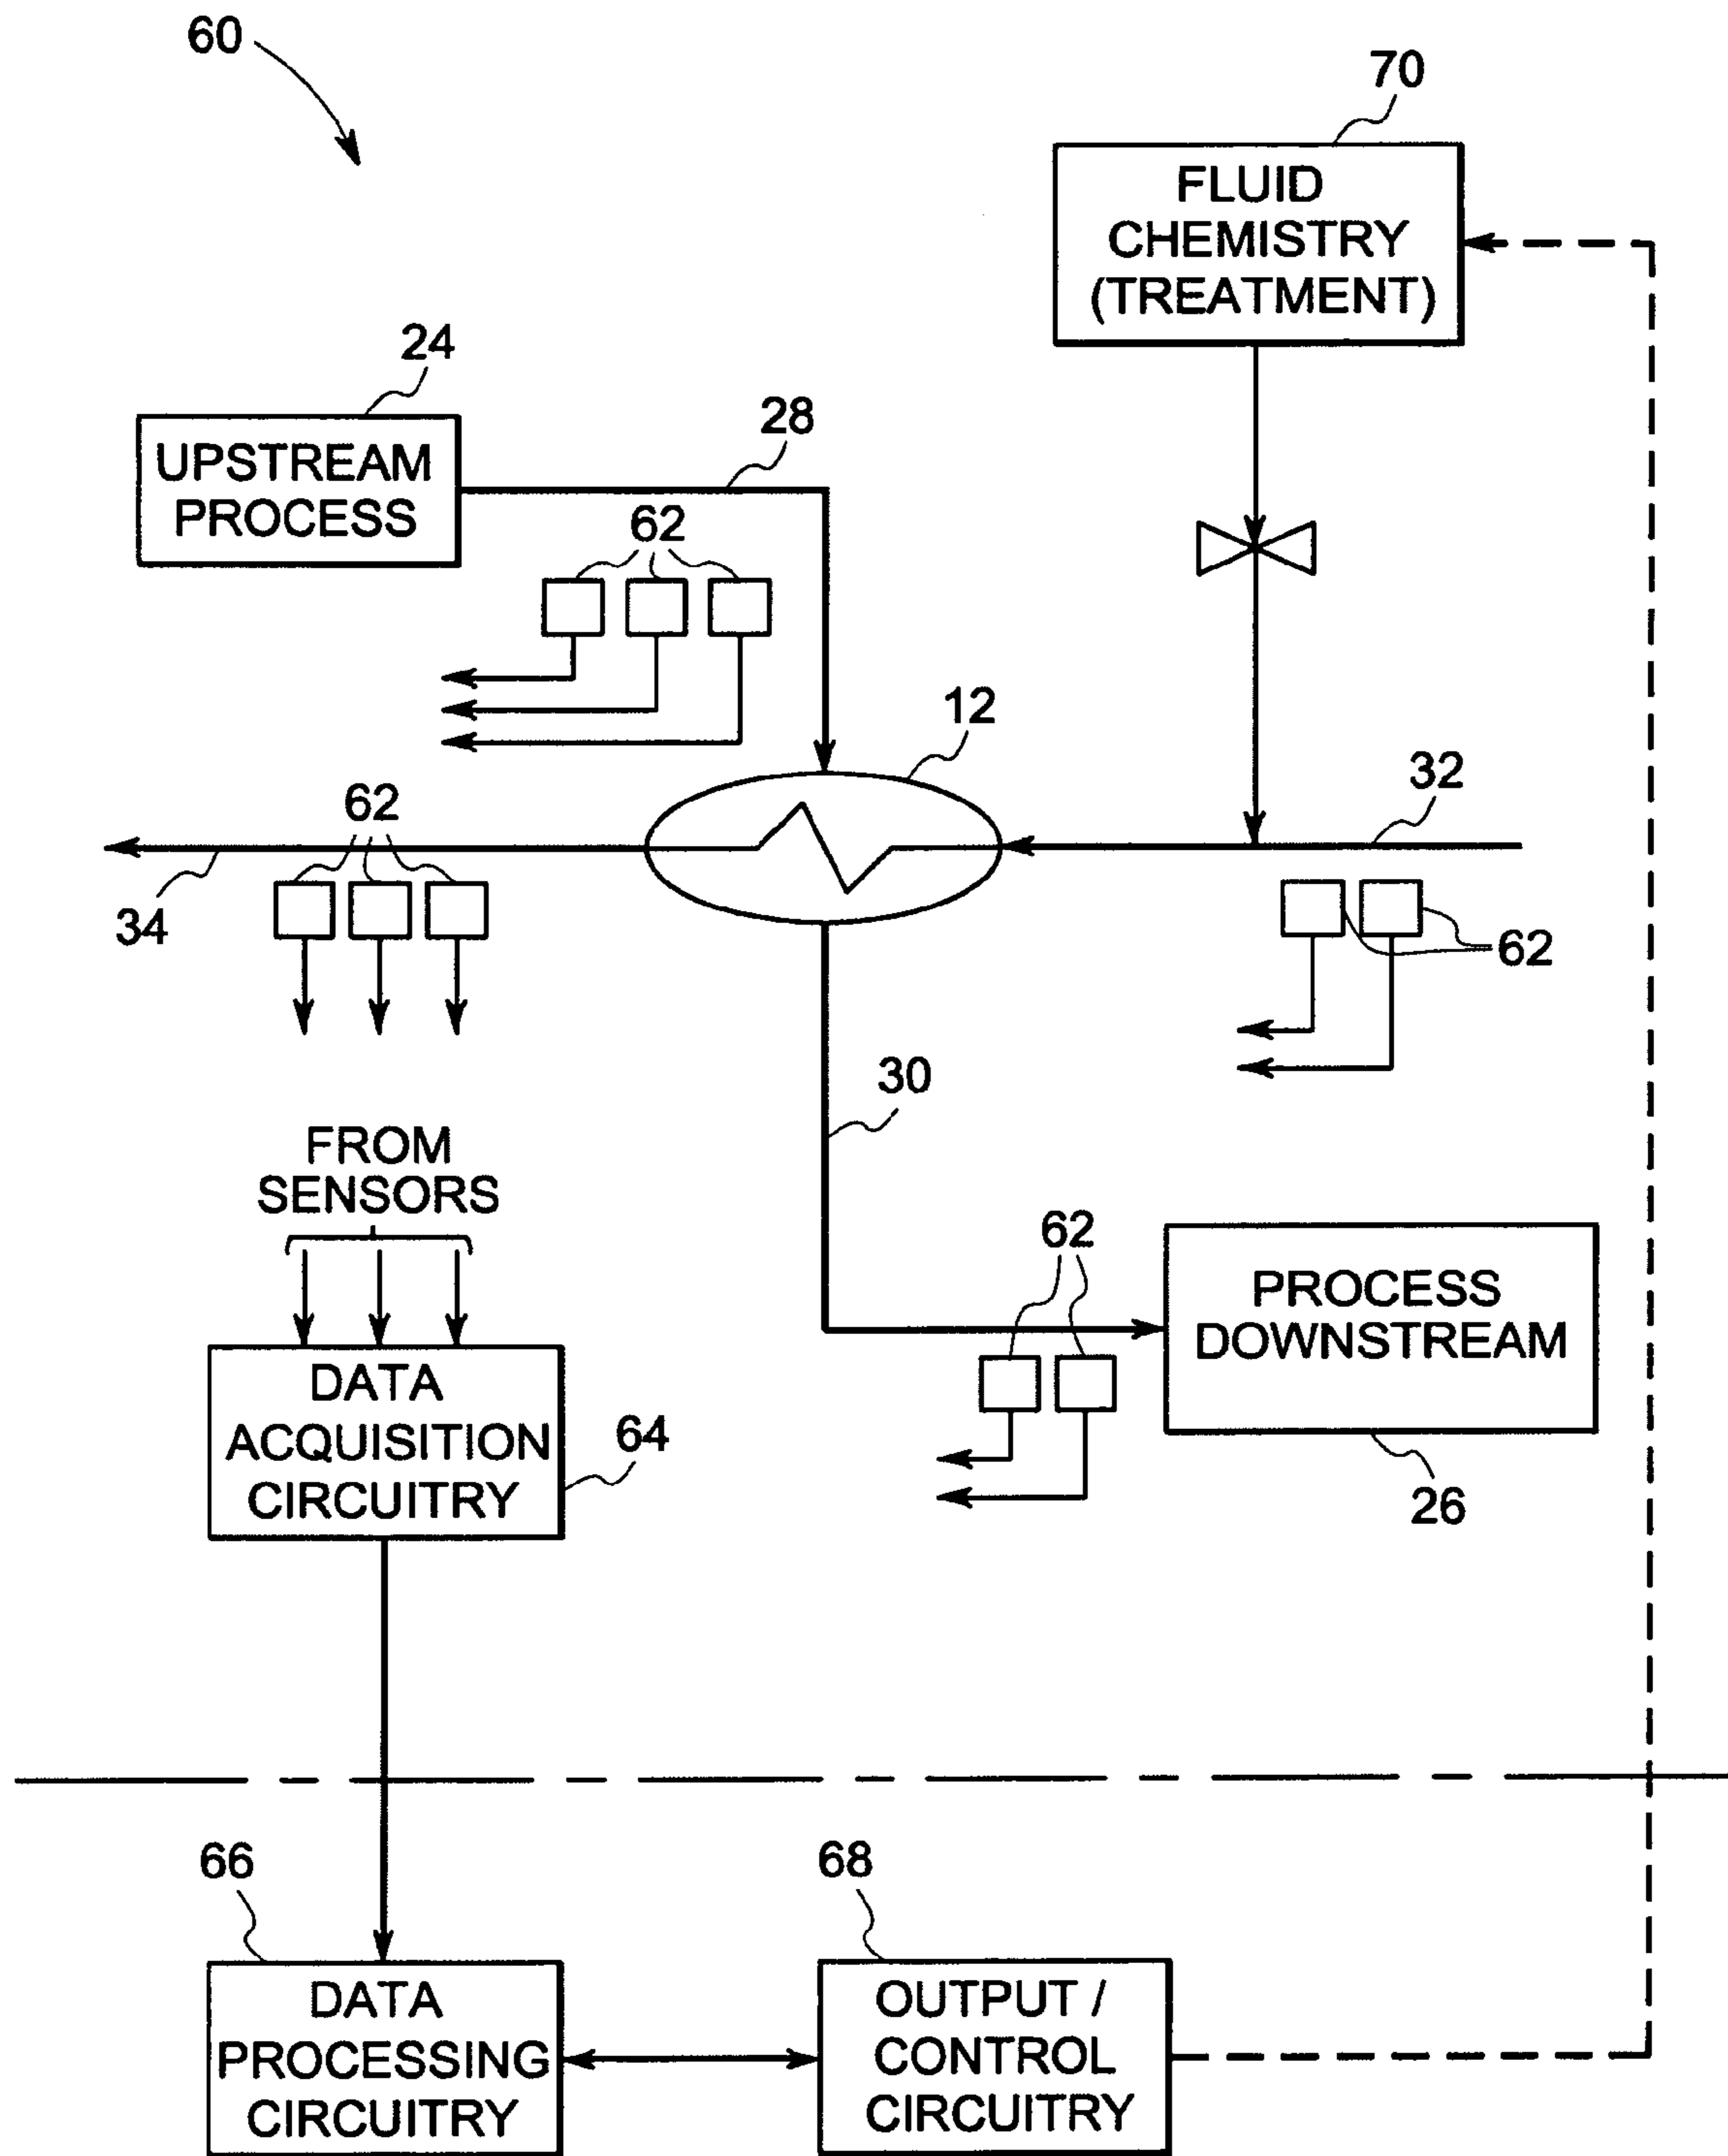 60
70
FLUID
CHEMISTRY
(TREATMENT)
24
UPSTREAM
PROCESS
28
62
12
32
62
34
62
30
FROM
SENSORS
62
PROCESS
DOWNSTREAM
26
DATA
ACQUISITION
CIRCUITRY
64
66
DATA
PROCESSING
CIRCUITRY
68
OUTPUT /
CONTROL
CIRCUITRY